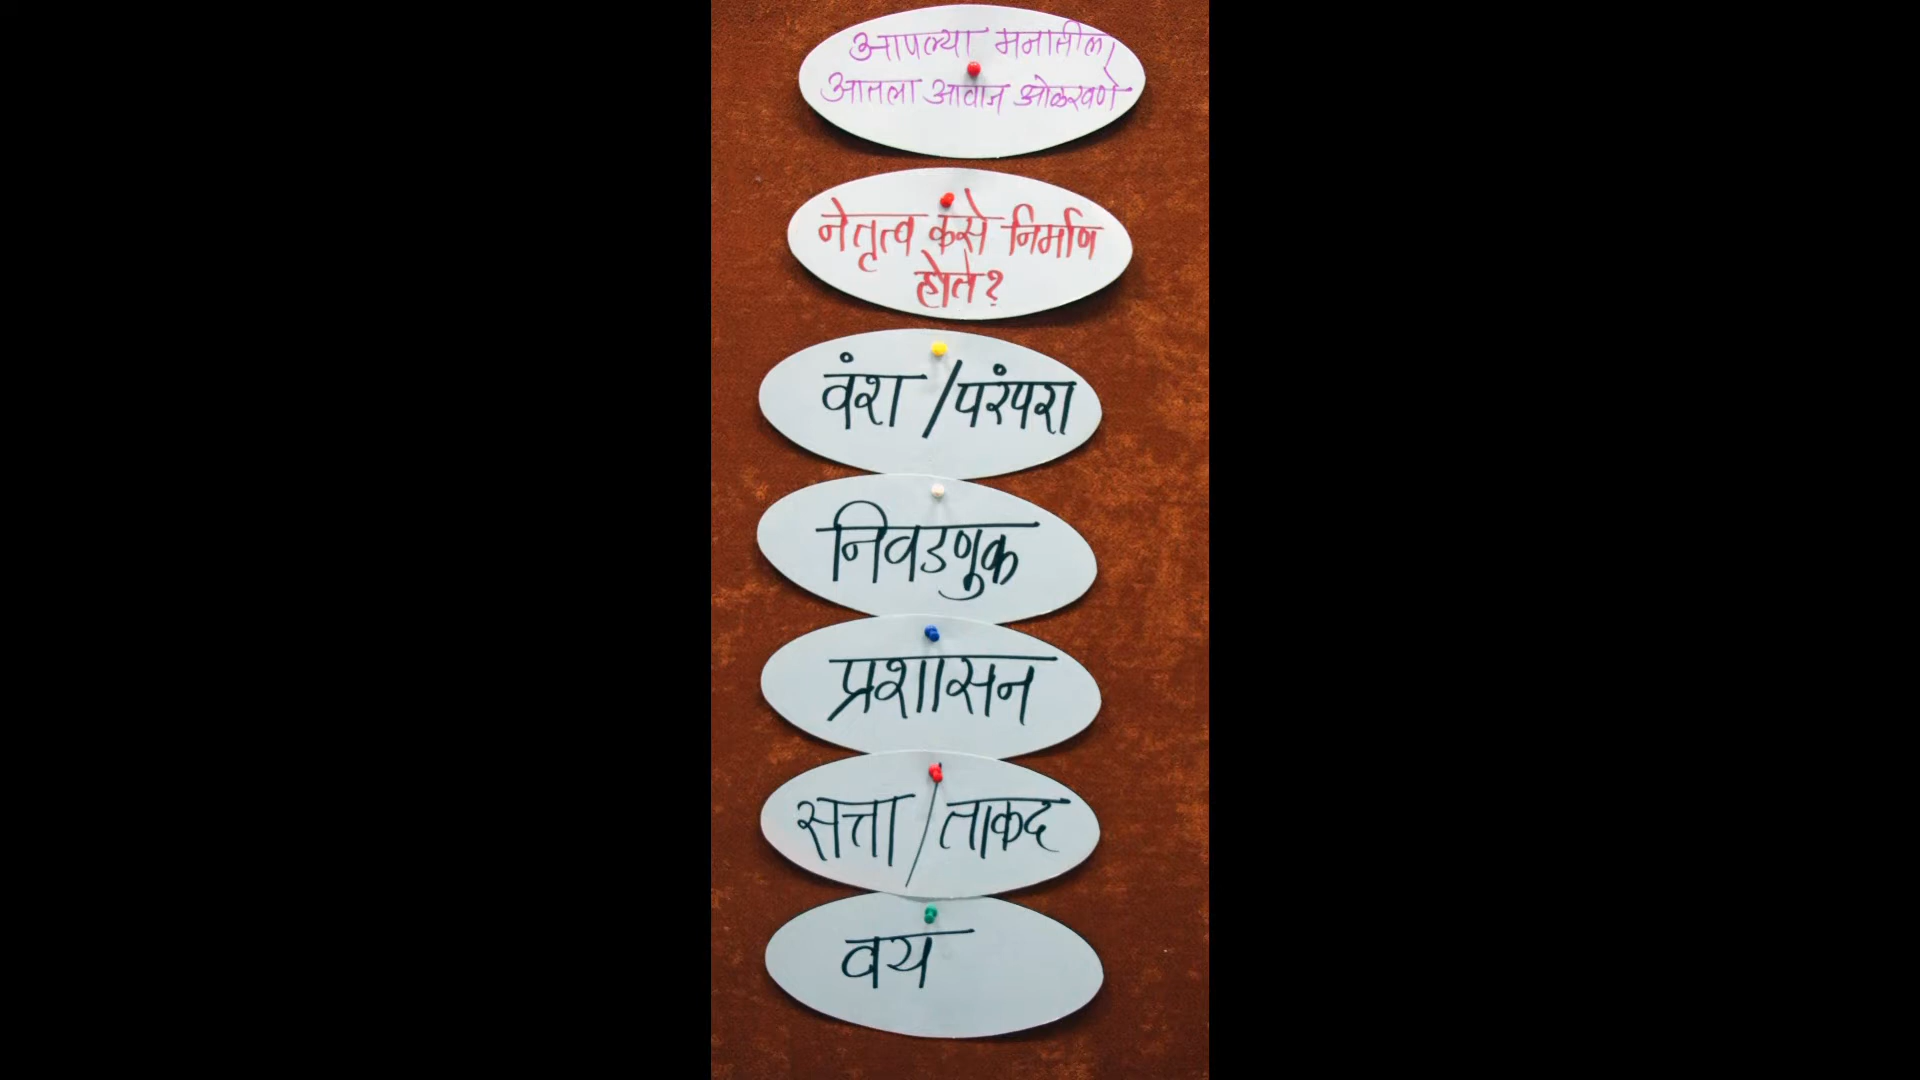 आपल्या मनातील
आतला आवाज ओळखणे
नेतृत्व कसे निर्माण
होते?
वंश / परंपरा
निवडणुक
प्रशासन
सत्ता / ताकद
वय